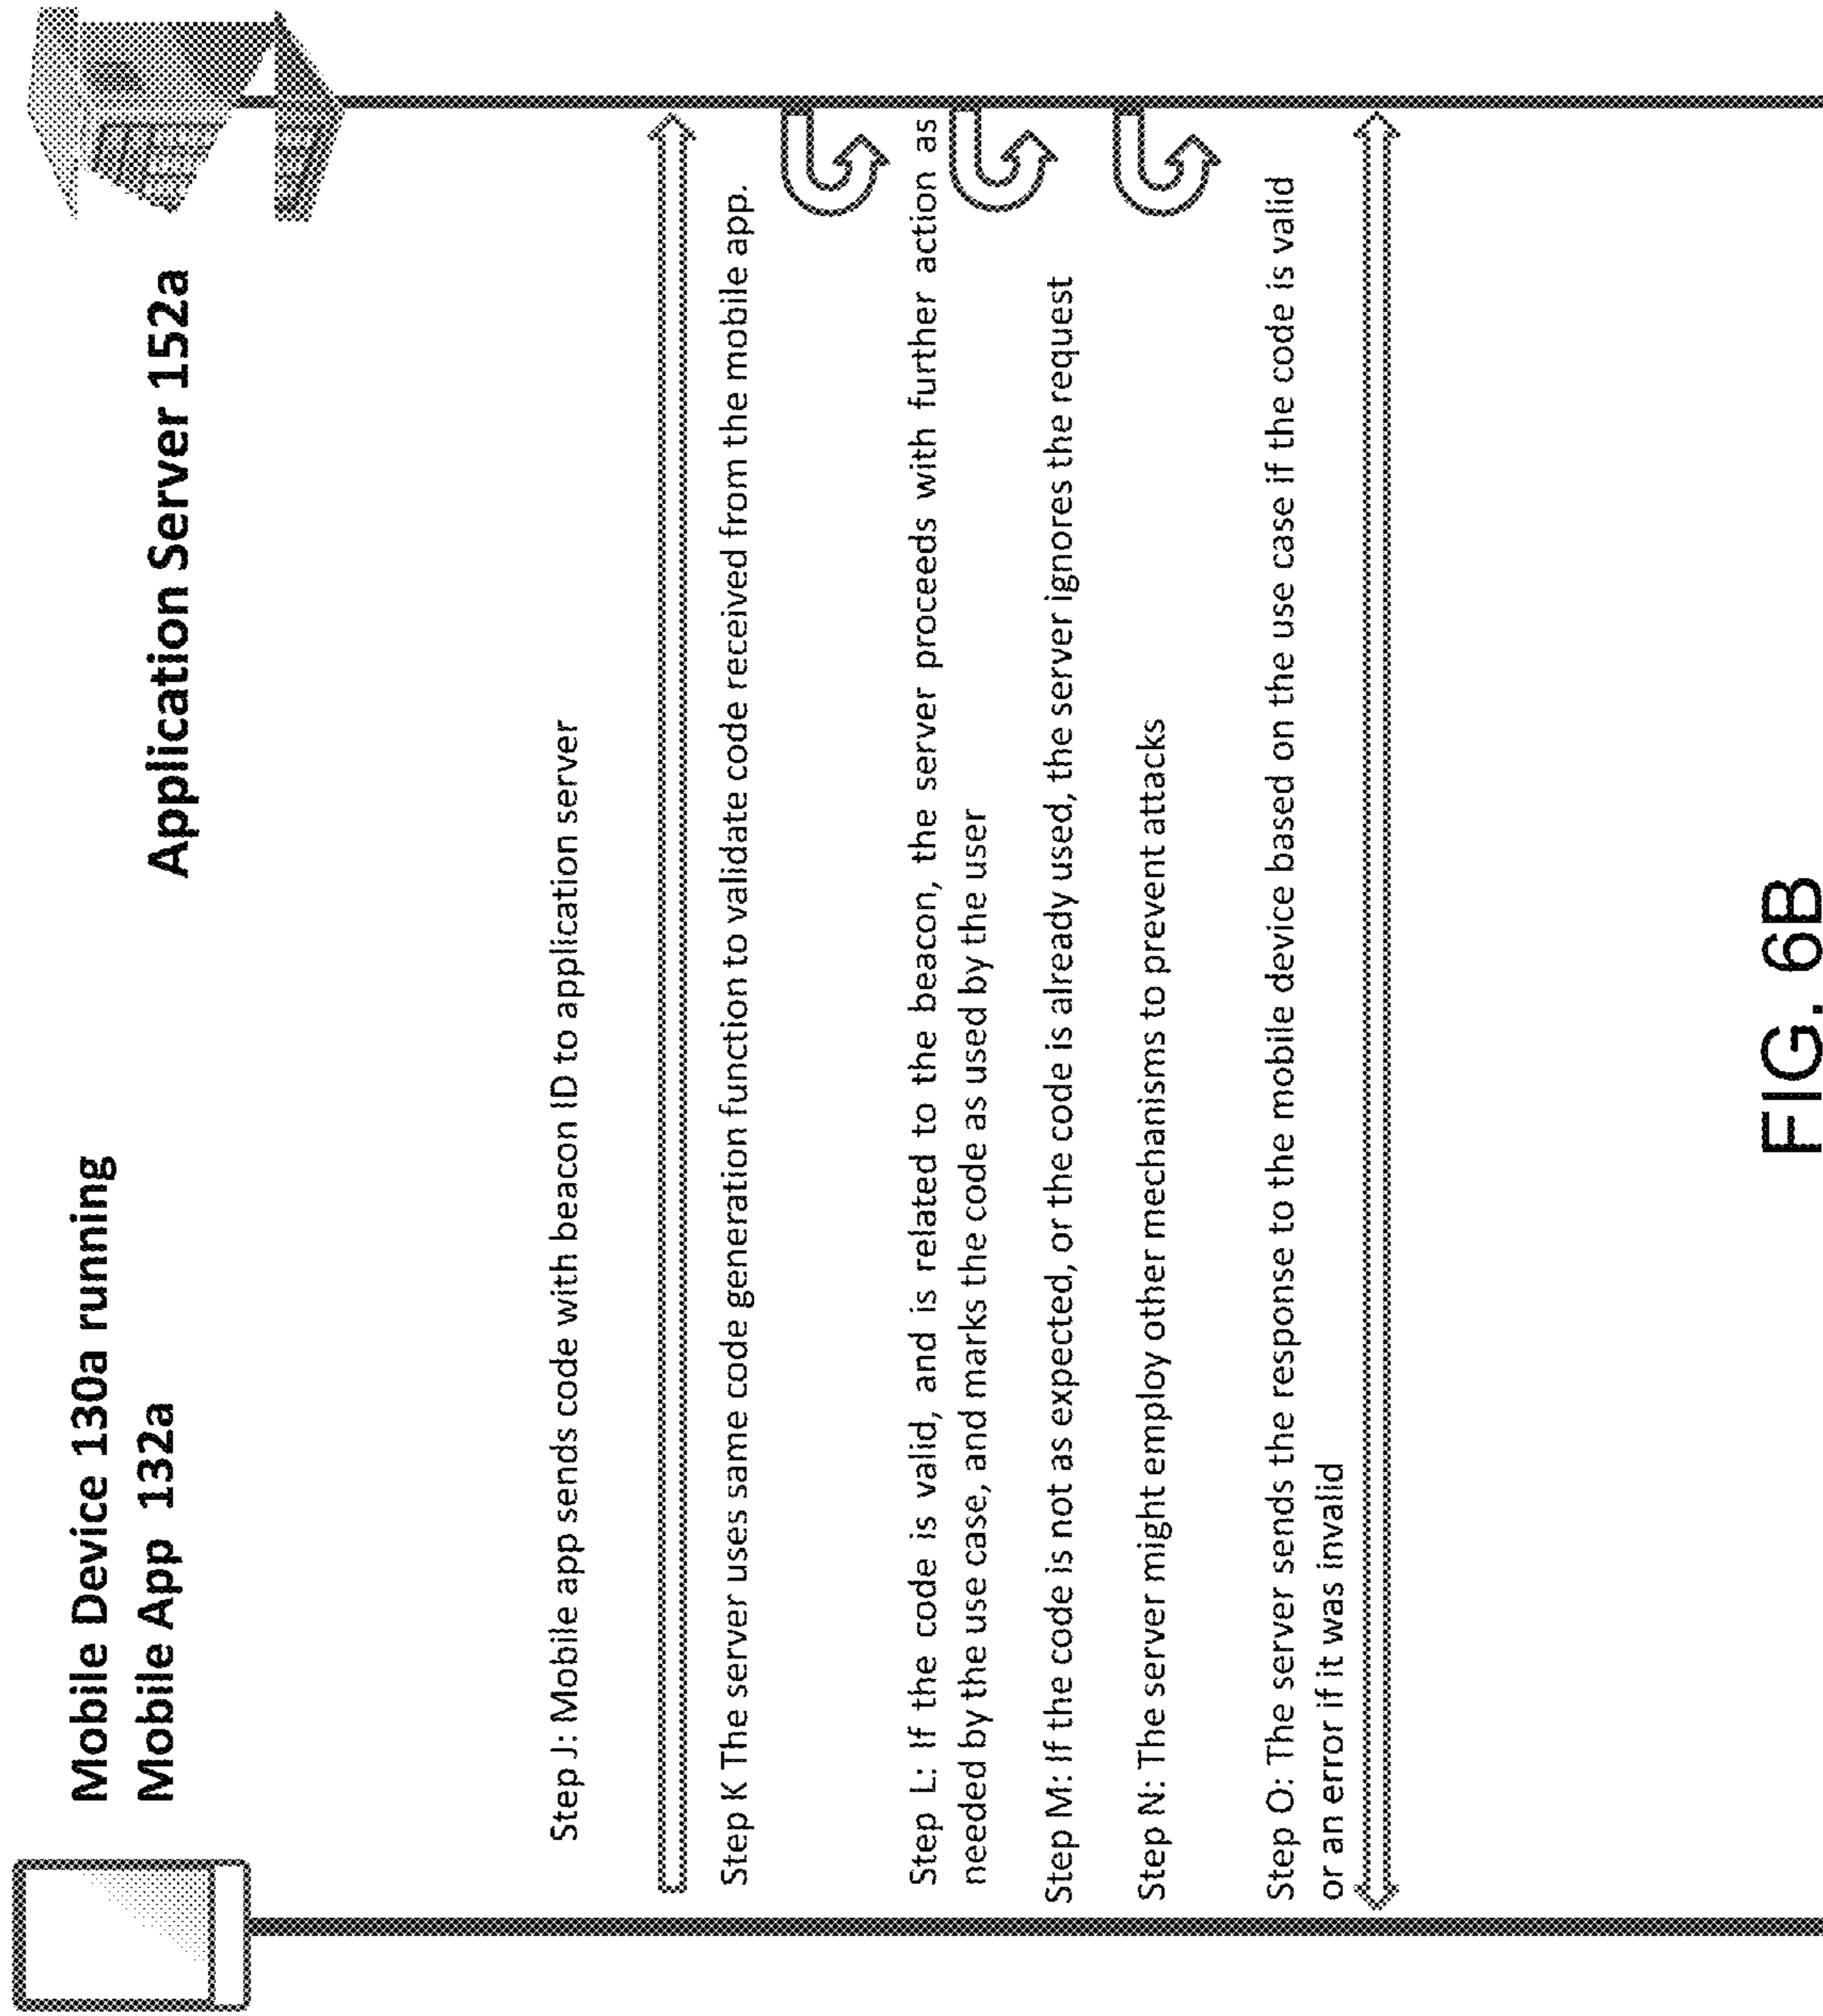 Mobile Device 130a running
Mobile App 132a
Application Server 152a
Step J: Mobile app sends code with beacon ID to application server
Step K The server uses same code generation function to validate code received from the mobile app.
Step L: If the code is valid, and is related to the beacon, the server proceeds with further action as
needed by the use case, and marks the code as used by the user
Step M: If the code is not as expected, or the code is already used, the server ignores the request
Step N: The server might employ other mechanisms to prevent attacks
Step O: The server sends the response to the mobile device based on the use case if the code is valid
or an error if it was invalid
FIG. 6B